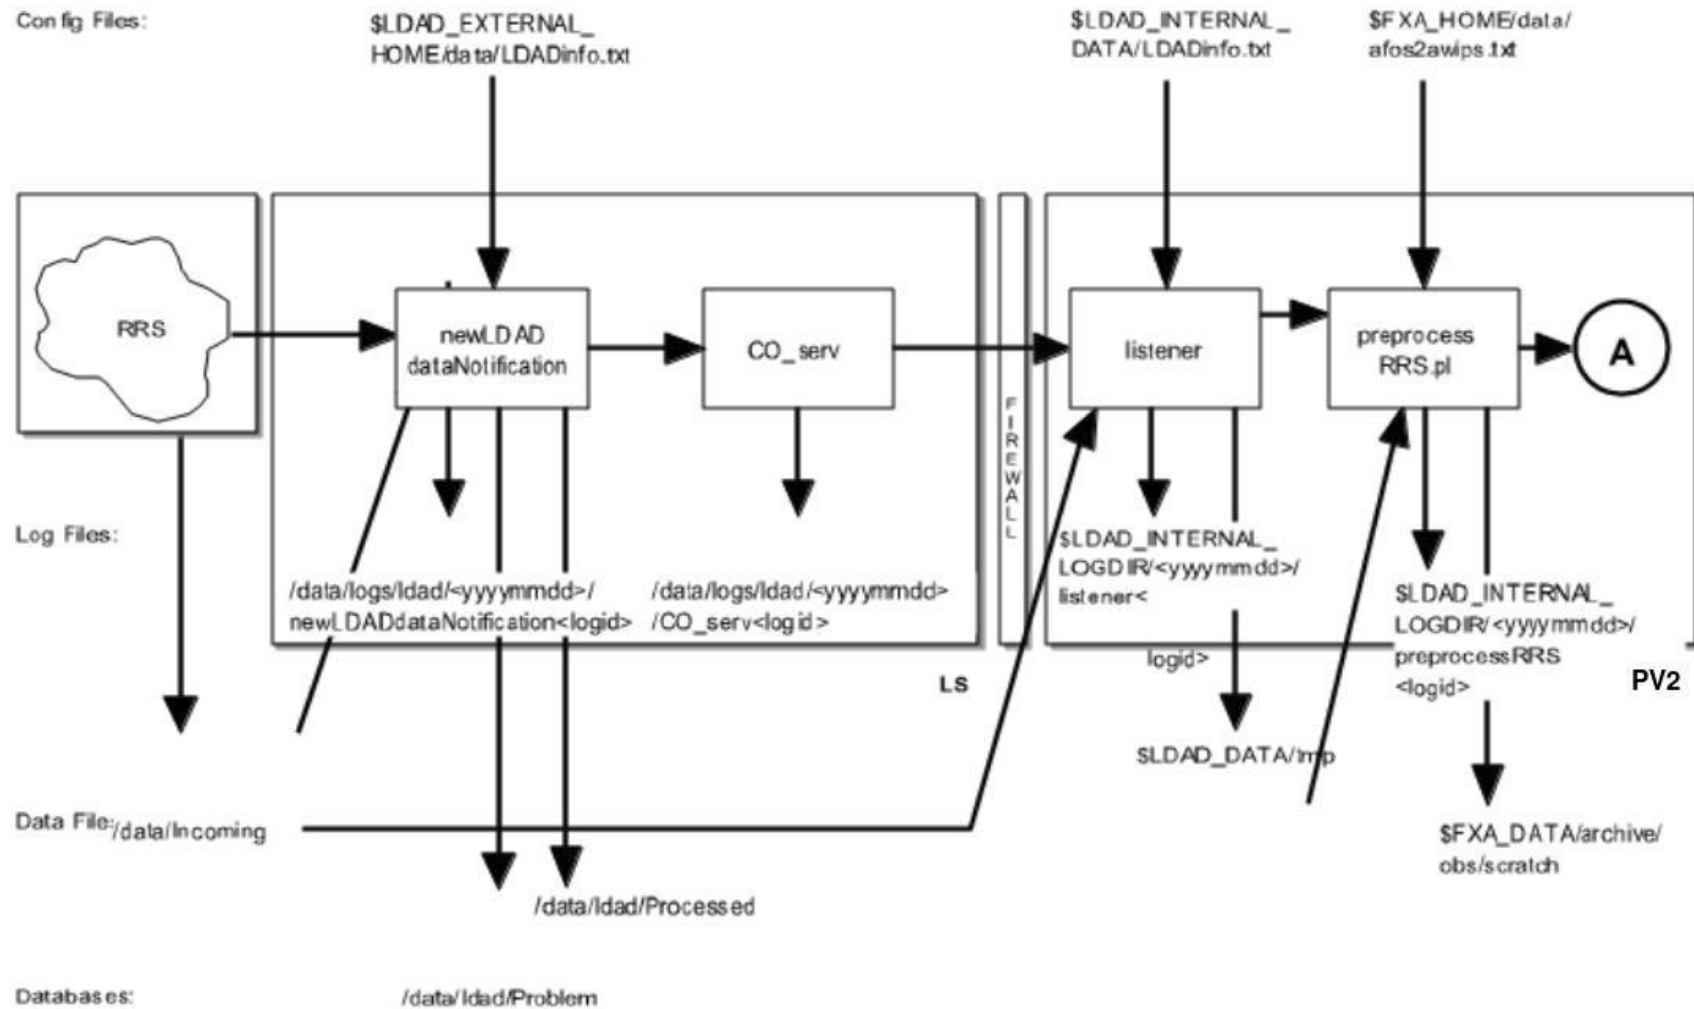 Config Files:
$LDAD_EXTERNAL_
HOME/data/LDADinfo.txt
$LDAD_INTERNAL_
DATA/LDADinfo.txt
$FXA_HOME/data/
afos2awips.txt
RRS
newLDAD
dataNotification
CO_serv
listener
preprocess
RRS.pl
A
FIREWALL
Log Files:
/data/logs/ldad/<yyyymmdd>/
newLDADdataNotification<logid>
/data/logs/ldad/<yyyymmdd>
/CO_serv<logid>
$LDAD_INTERNAL_
LOGDIR/<yyyymmdd>/
listener<
logid>
$LDAD_INTERNAL_
LOGDIR/<yyyymmdd>/
preprocessRRS
<logid>
LS
PV2
$LDAD_DATA/tmp
Data File:
/data/Incoming
$FXA_DATA/archive/
obs/scratch
/data/ldad/Processed
Databases:
/data/ldad/Problem